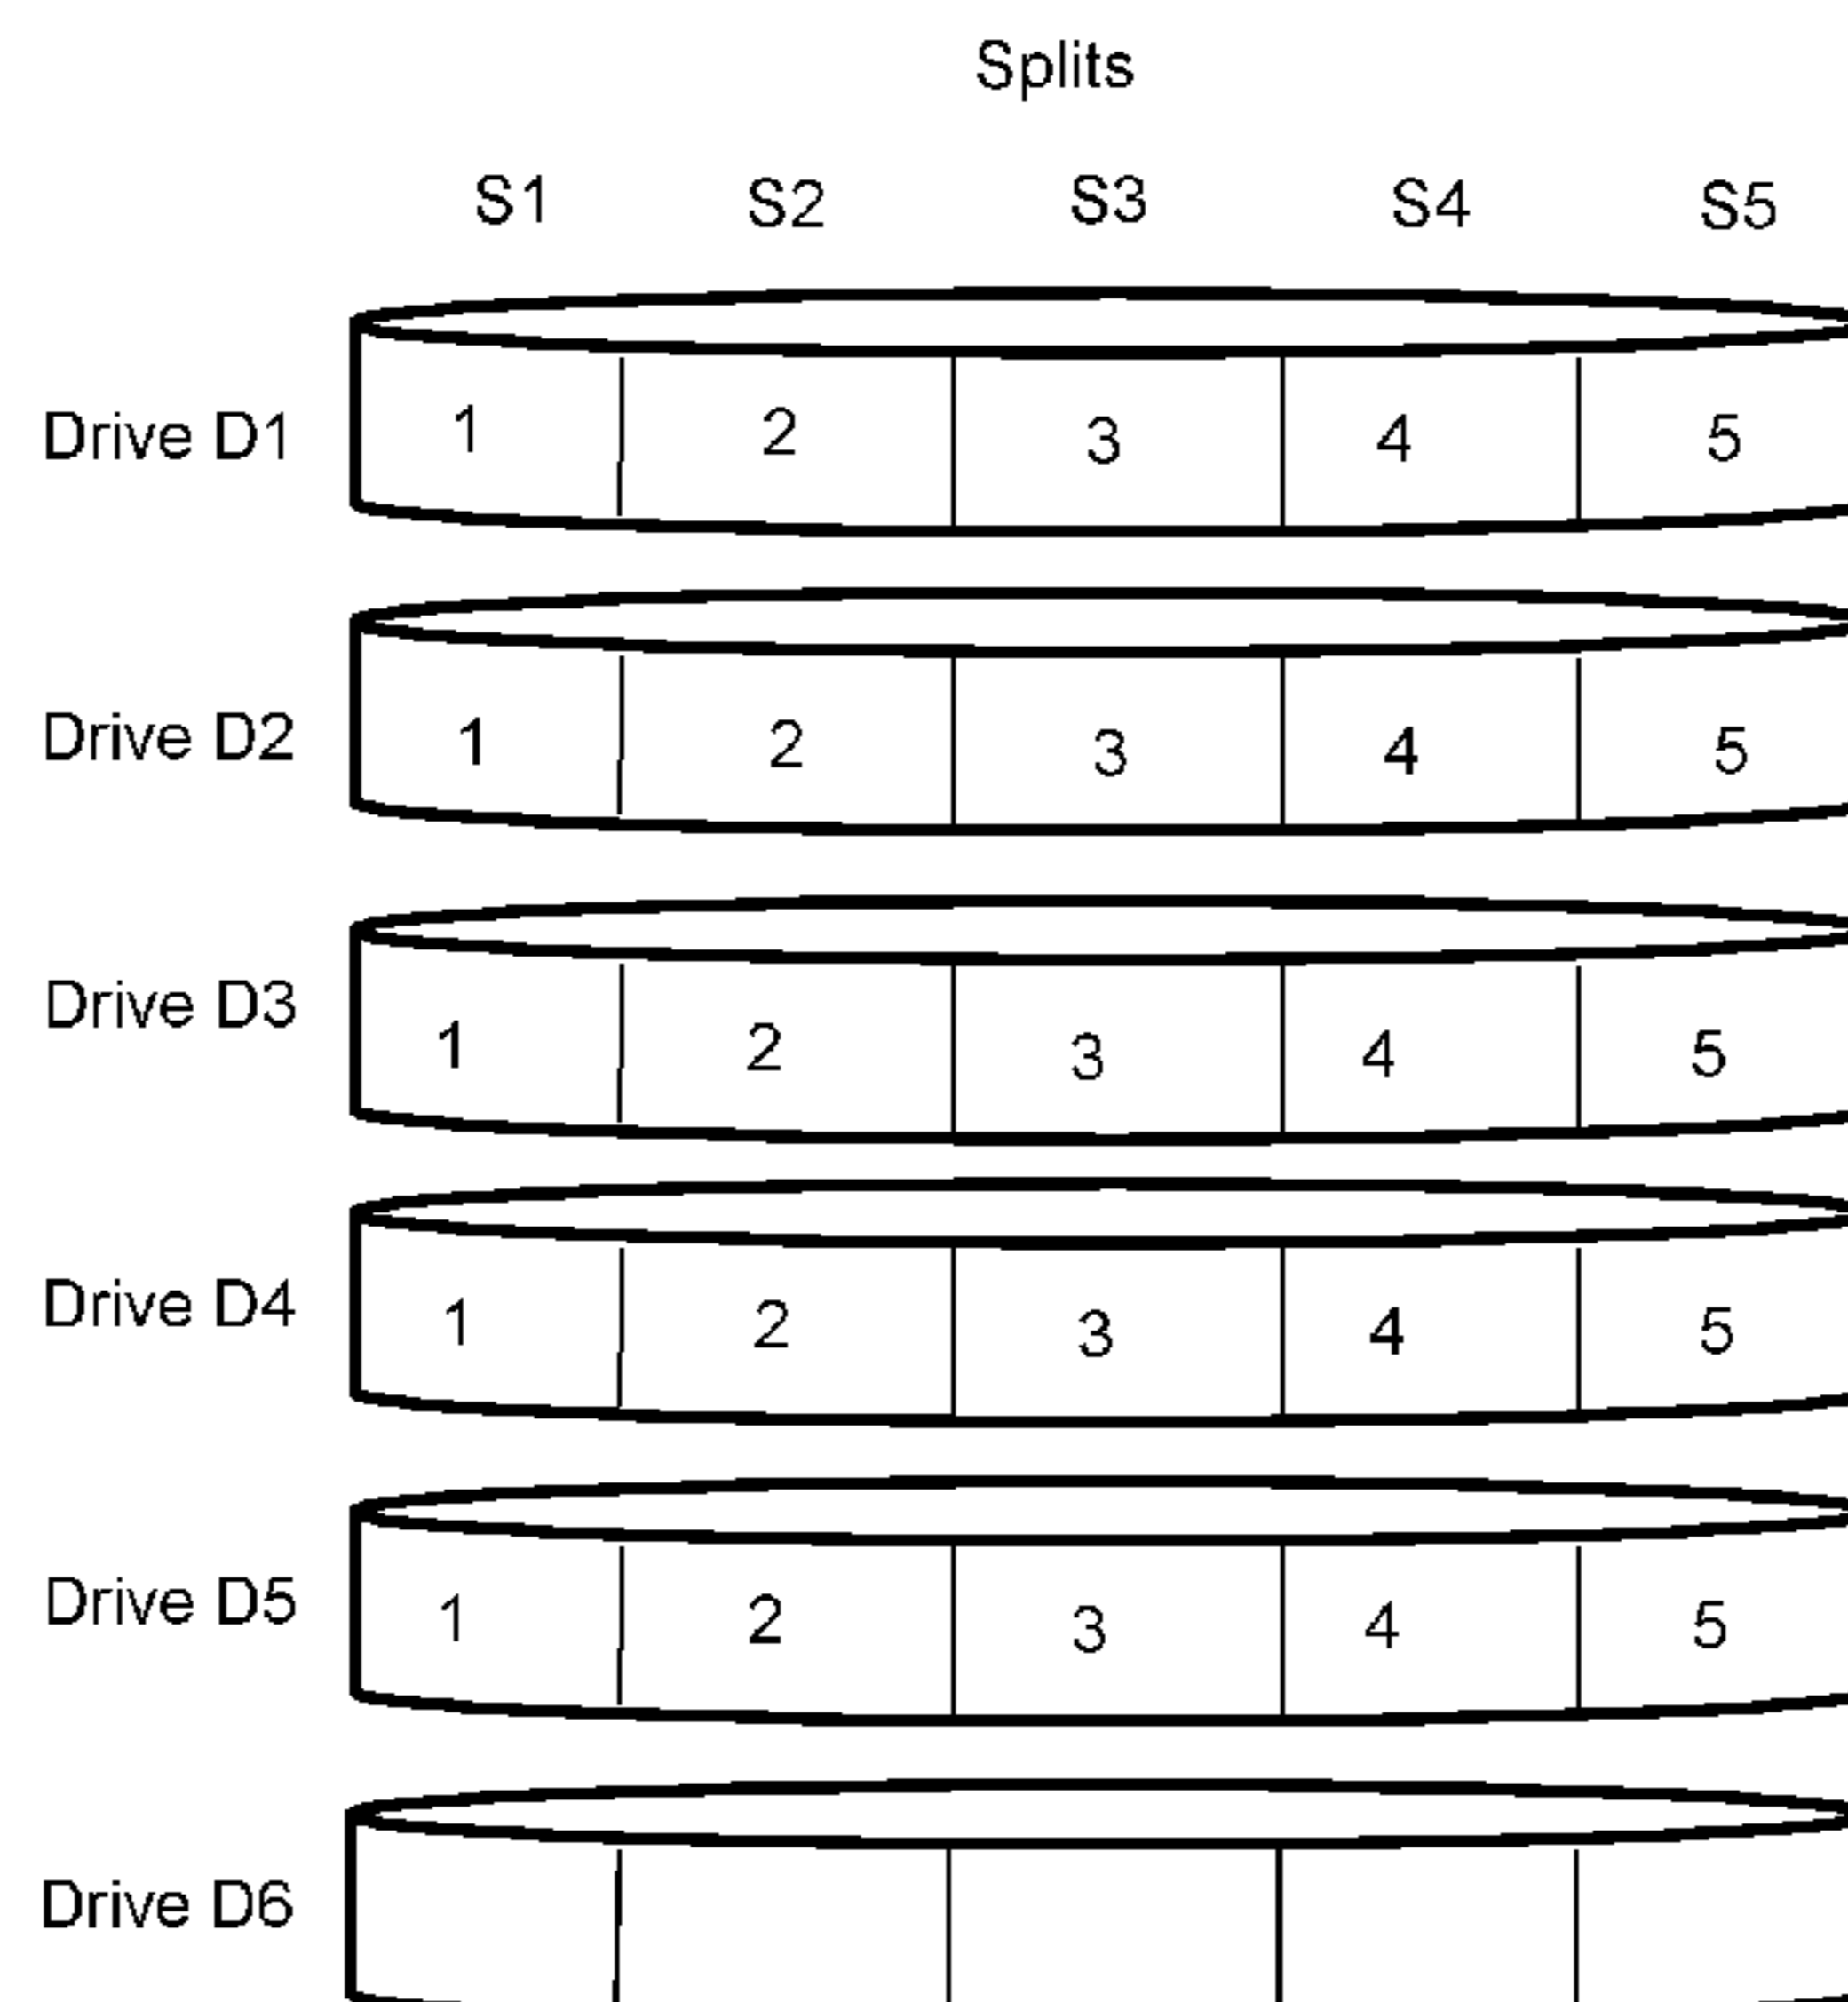 Splits
S1 S2 S3 S4 S5
Drive D1 1 2 3 4 5
Drive D2 1 2 3 4 5
Drive D3 1 2 3 4 5
Drive D4 1 2 3 4 5
Drive D5 1 2 3 4 5
Drive D6